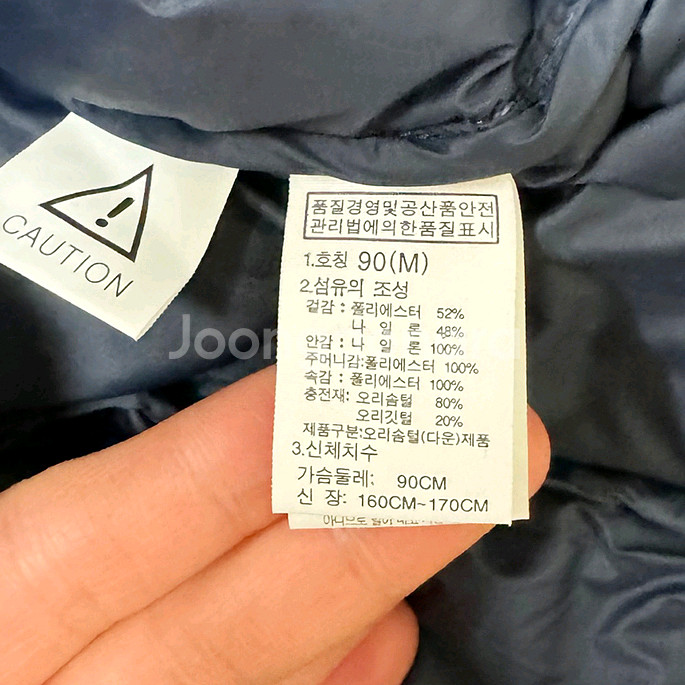 CAUTION
품질경영및공산품안전
관리법에의한품질표시
1.호칭 90(M)
2.섬유의 조성
겉감 : 폴리에스터 52%
나 일 론 48%
안감 : 나 일 론 100%
주머니감:폴리에스터 100%
속감 : 폴리에스터 100%
충전재: 오리솜털 80%
오리깃털 20%
제품구분:오리솜털(다운)제품
3.신체치수
가슴둘레: 90CM
신 장: 160CM~170CM
Joon